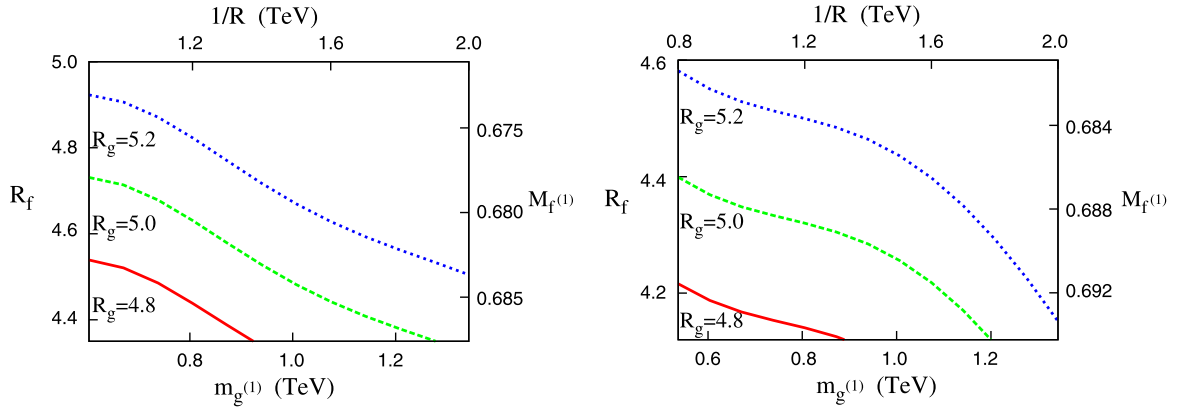 1/R (TeV)
1.2 1.6 2.0
5.0
4.8
4.6
4.4
R_f
R_g=5.2
R_g=5.0
R_g=4.8
0.675
0.680
0.685
M_f^(1)
0.8 1.0 1.2
m_g^(1) (TeV)
1/R (TeV)
0.8 1.2 1.6 2.0
4.6
4.4
4.2
R_f
R_g=5.2
R_g=5.0
R_g=4.8
0.684
0.688
0.692
M_f^(1)
0.6 0.8 1.0 1.2
m_g^(1) (TeV)